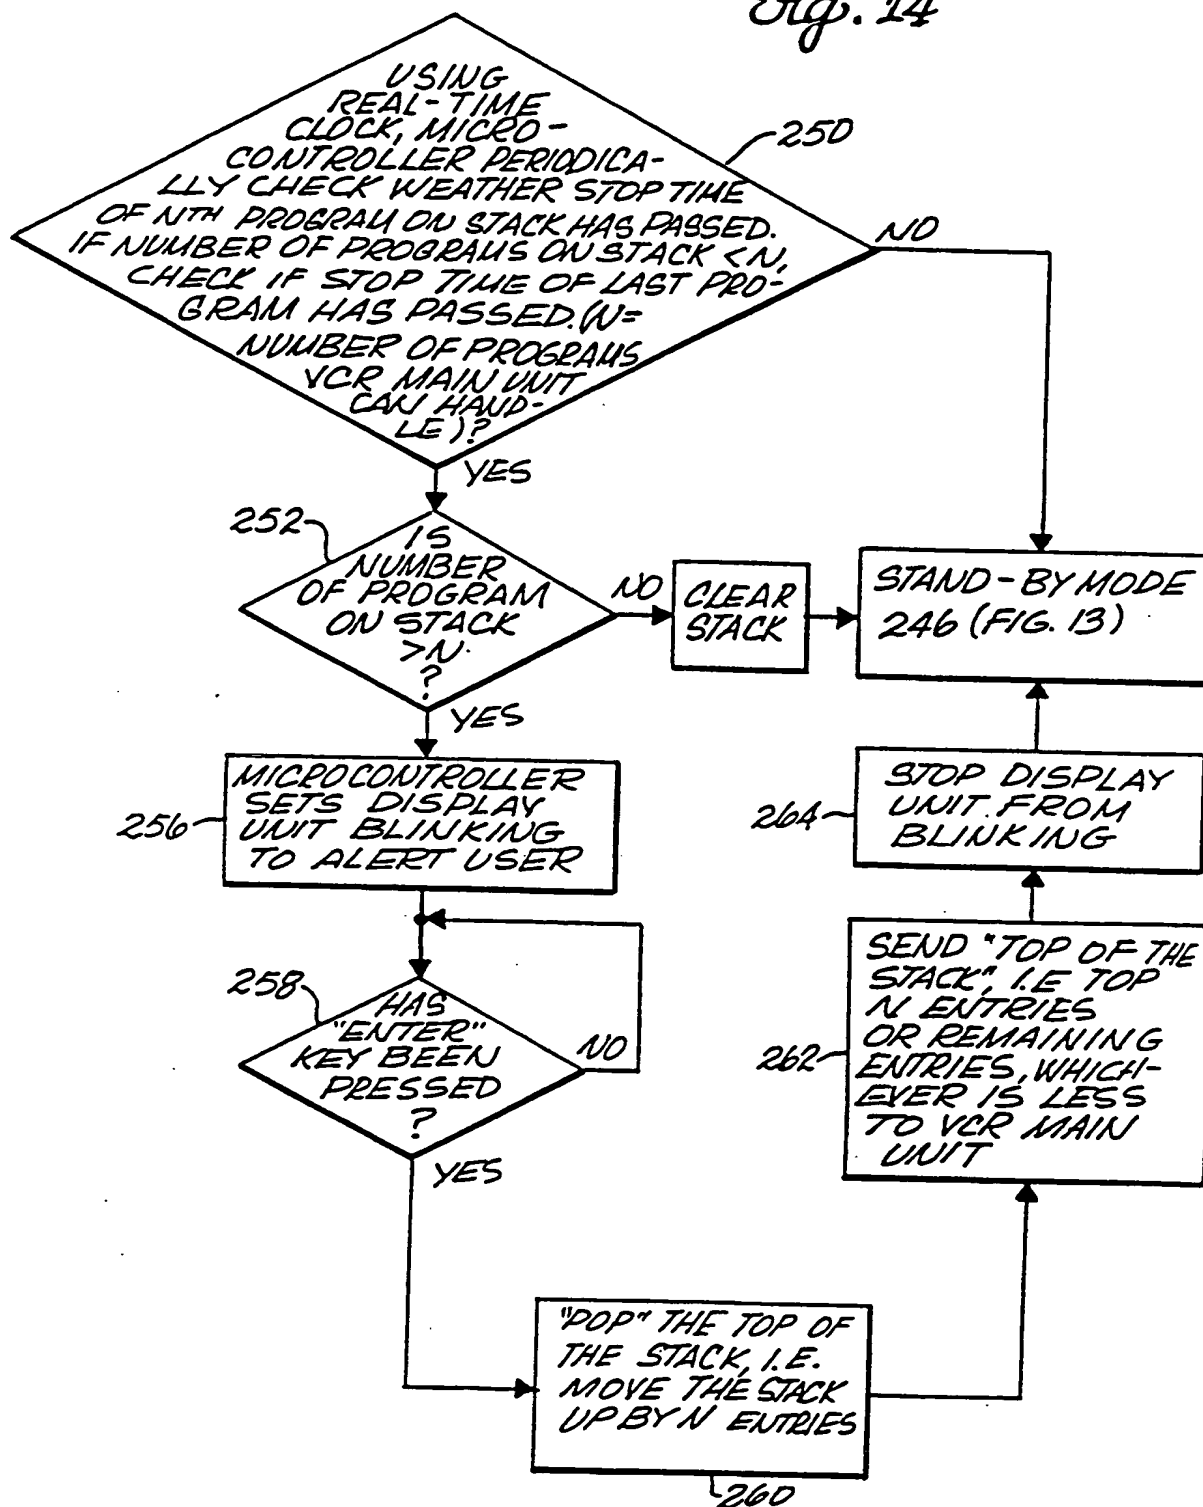 Fig. 14
USING
REAL-TIME
CLOCK, MICRO-
CONTROLLER PERIODICA-
LLY CHECK WEATHER STOP TIME
OF NTH PROGRAM ON STACK HAS PASSED.
IF NUMBER OF PROGRAMS ON STACK <N,
CHECK IF STOP TIME OF LAST PRO-
GRAM HAS PASSED.(N=
NUMBER OF PROGRAMS
VCR MAIN UNIT
CAN HAND-
LE)?
250
NO
YES
252
IS
NUMBER
OF PROGRAM
ON STACK
>N
?
NO
CLEAR
STACK
STAND-BY MODE
246 (FIG. 13)
YES
256
MICROCONTROLLER
SETS DISPLAY
UNIT BLINKING
TO ALERT USER
264
STOP DISPLAY
UNIT FROM
BLINKING
258
HAS
"ENTER"
KEY BEEN
PRESSED
?
NO
YES
262
SEND "TOP OF THE
STACK", I.E TOP
N ENTRIES
OR REMAINING
ENTRIES, WHICH-
EVER IS LESS
TO VCR MAIN
UNIT
"POP" THE TOP OF
THE STACK, I.E.
MOVE THE STACK
UP BY N ENTRIES
260